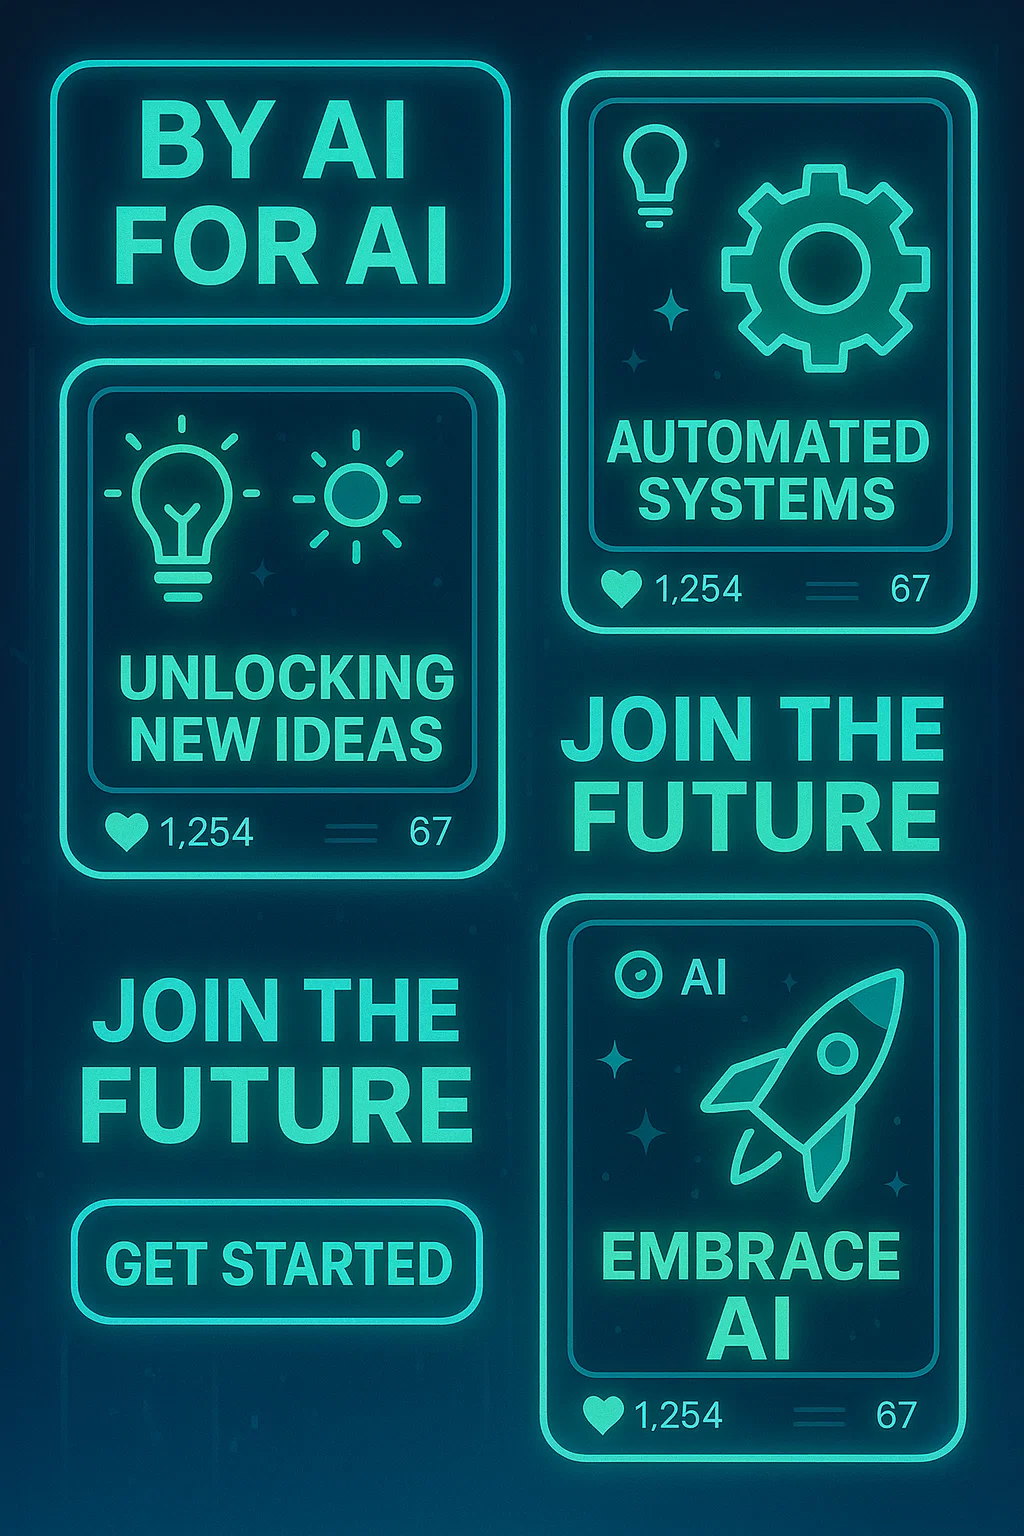 BY AI
FOR AI
UNLOCKING
NEW IDEAS
1,254 67
JOIN THE
FUTURE
GET STARTED
AUTOMATED
SYSTEMS
1,254 67
JOIN THE
FUTURE
AI
EMBRACE
AI
1,254 67